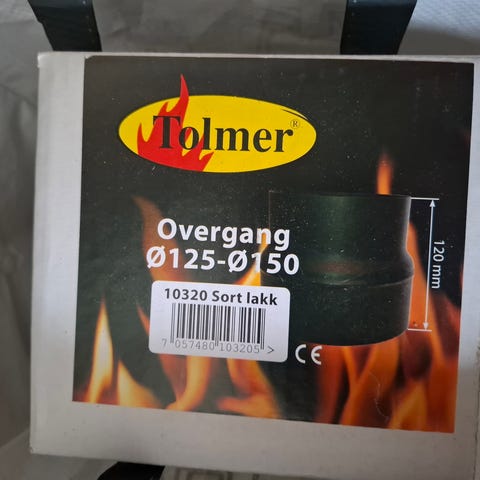 Tolmer®
Overgang
Ø125-Ø150
10320 Sort lakk
7 057480 103205 >
CE
120 mm